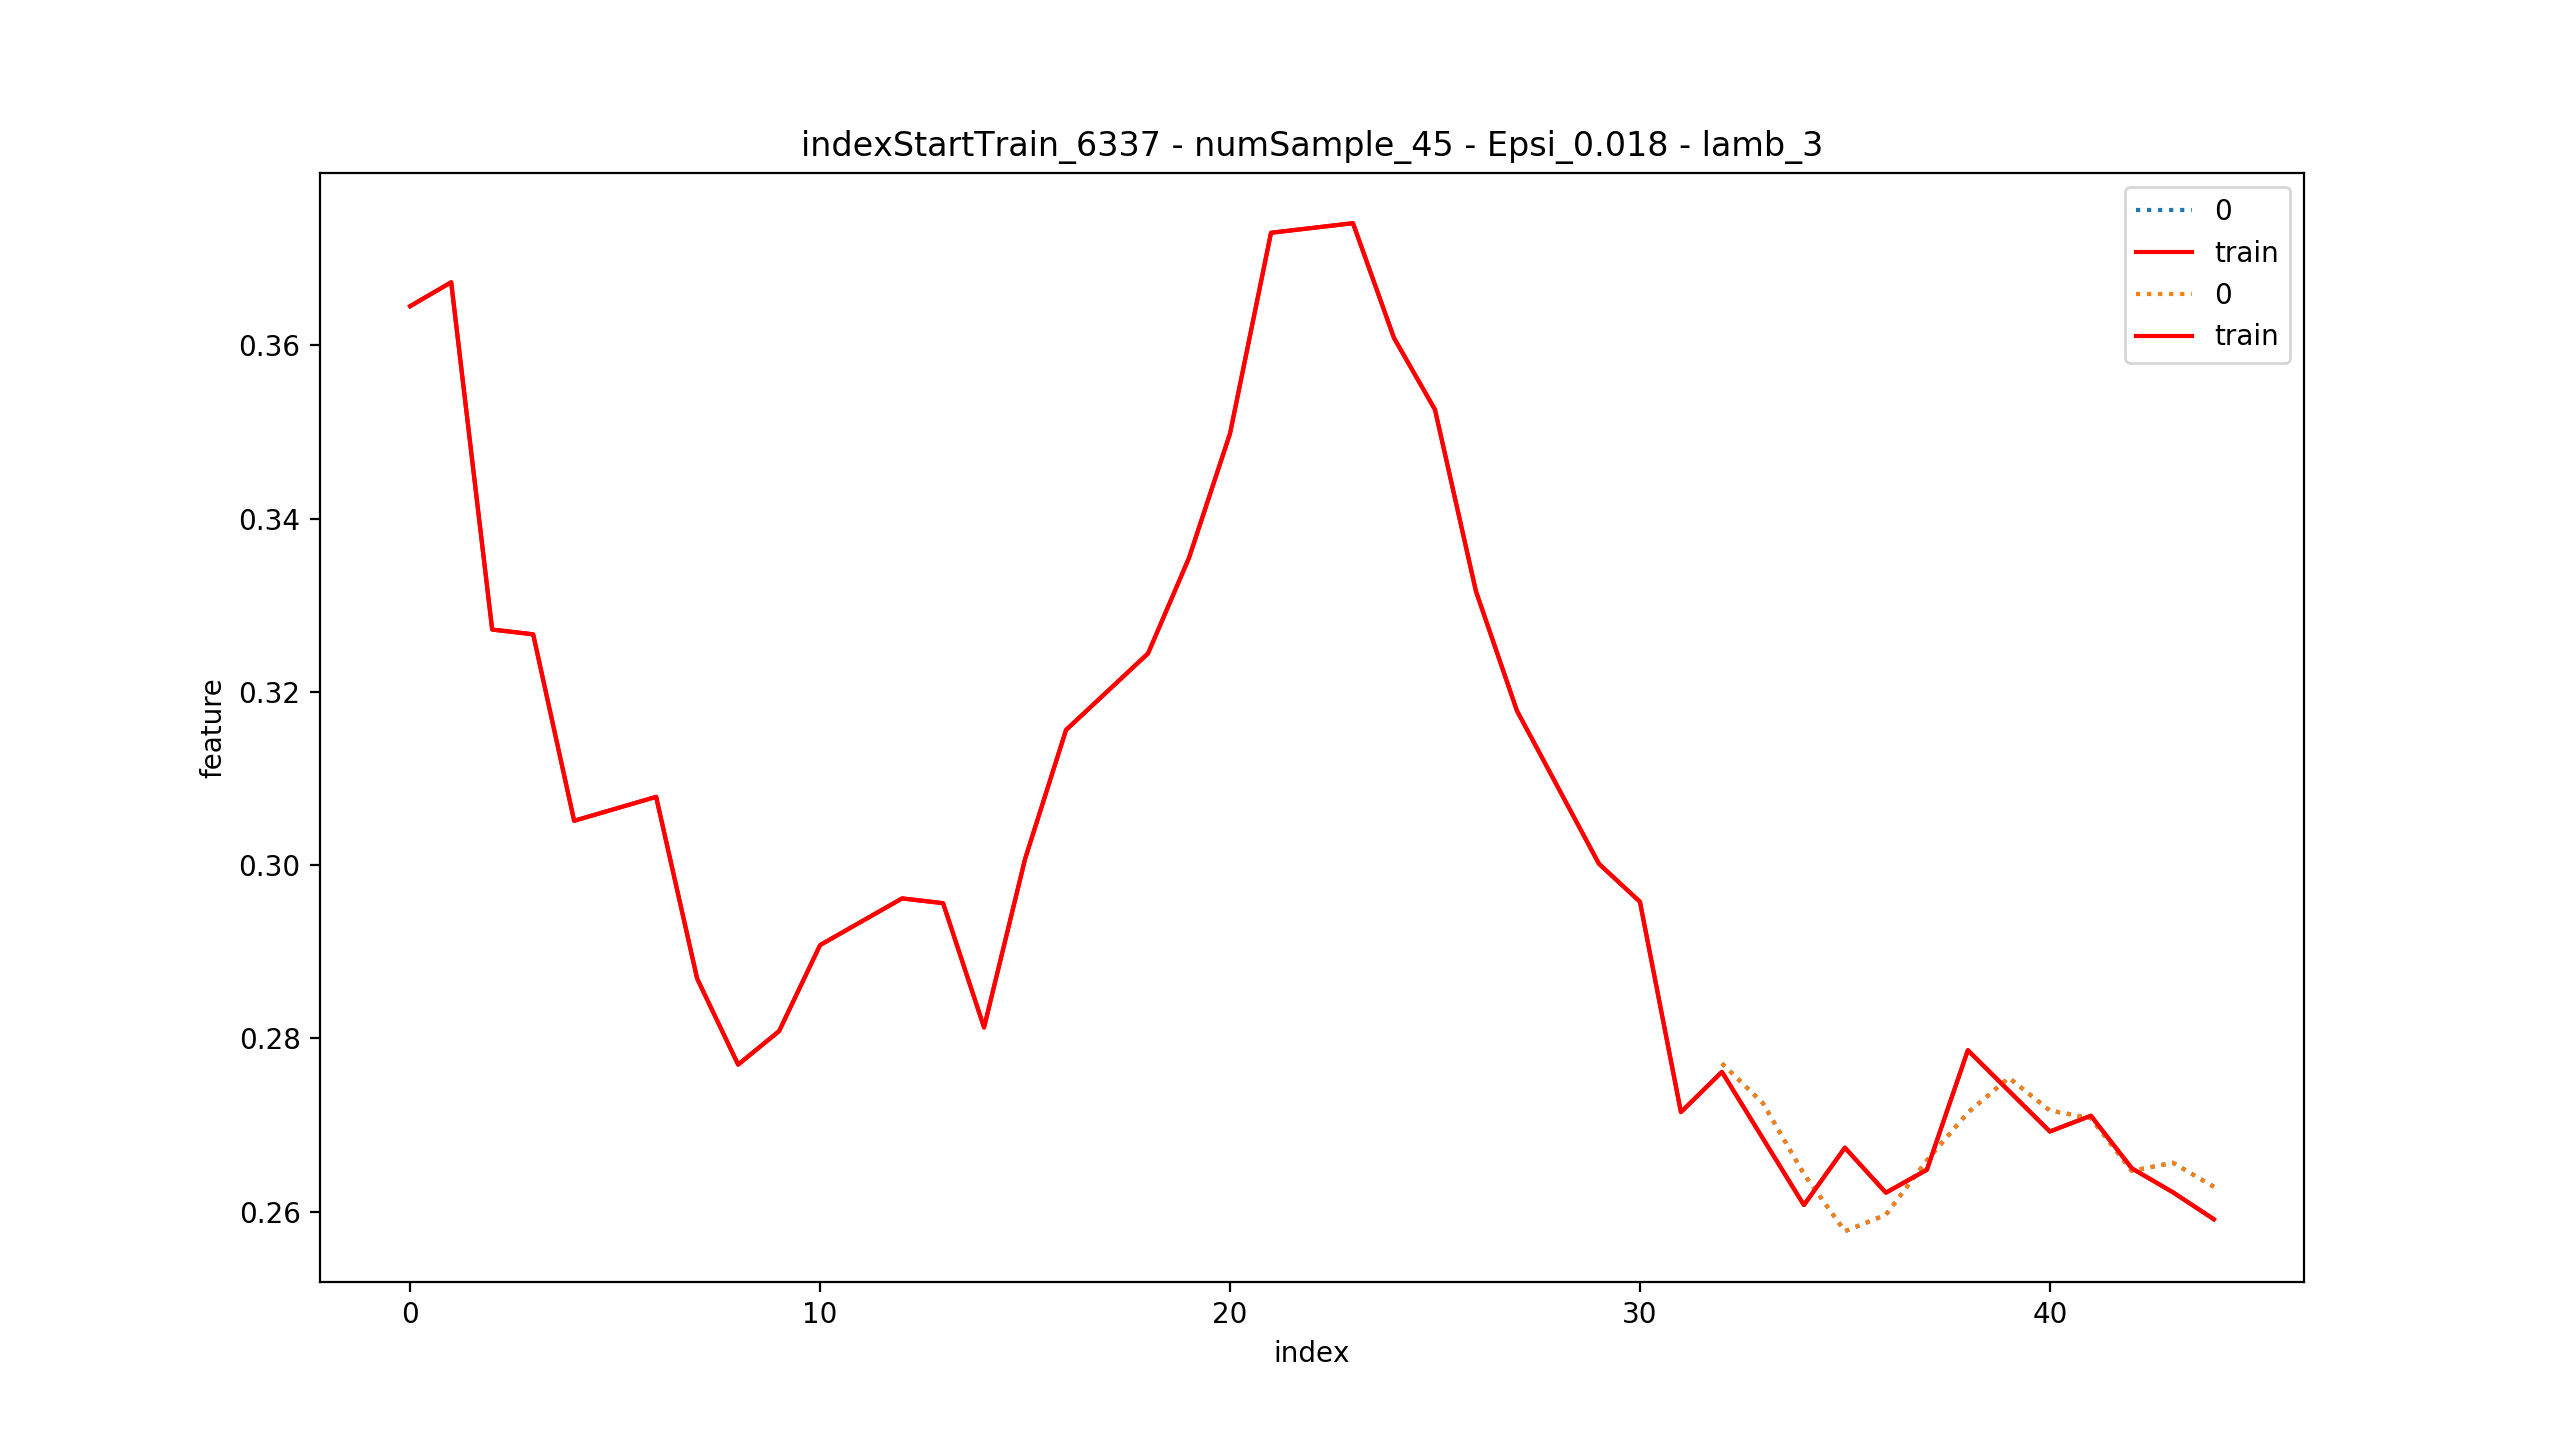 indexStartTrain_6337 - numSample_45 - Epsi_0.018 - lamb_3
0
train
0
train
0.36
0.34
0.32
0.30
0.28
0.26
feature
0 10 20 30 40
index